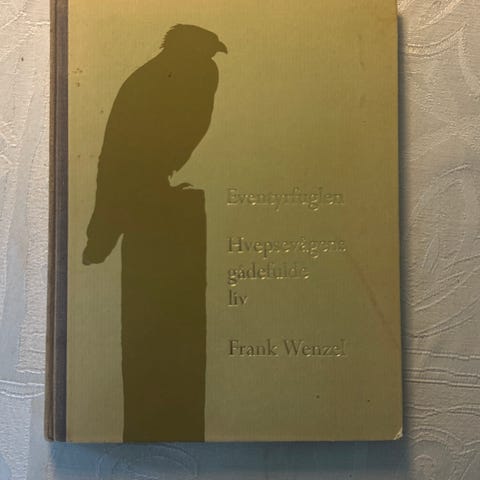 Eventyrfuglen
Hvepsevågens
gådefulde
liv
Frank Wenzel